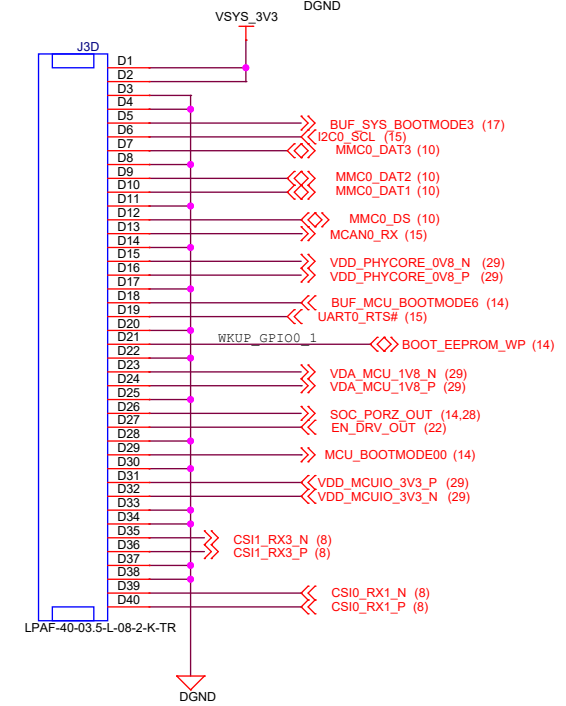 DGND
VSYS_3V3
J3D
D1
D2
D3
D4
D5 BUF_SYS_BOOTMODE3 (17)
D6 I2C0_SCL (15)
D7 MMC0_DAT3 (10)
D8
D9 MMC0_DAT2 (10)
D10 MMC0_DAT1 (10)
D11
D12 MMC0_DS (10)
D13 MCAN0_RX (15)
D14
D15 VDD_PHYCORE_0V8_N (29)
D16 VDD_PHYCORE_0V8_P (29)
D17
D18 BUF_MCU_BOOTMODE6 (14)
D19 UART0_RTS# (15)
D20
D21 WKUP_GPIO0_1 BOOT_EEPROM_WP (14)
D22
D23 VDA_MCU_1V8_N (29)
D24 VDA_MCU_1V8_P (29)
D25
D26 SOC_PORZ_OUT (14,28)
D27 EN_DRV_OUT (22)
D28
D29 MCU_BOOTMODE00 (14)
D30
D31 VDD_MCUIO_3V3_P (29)
D32 VDD_MCUIO_3V3_N (29)
D33
D34
D35 CSI1_RX3_N (8)
D36 CSI1_RX3_P (8)
D37
D38
D39 CSI0_RX1_N (8)
D40 CSI0_RX1_P (8)
LPAF-40-03.5-L-08-2-K-TR
DGND